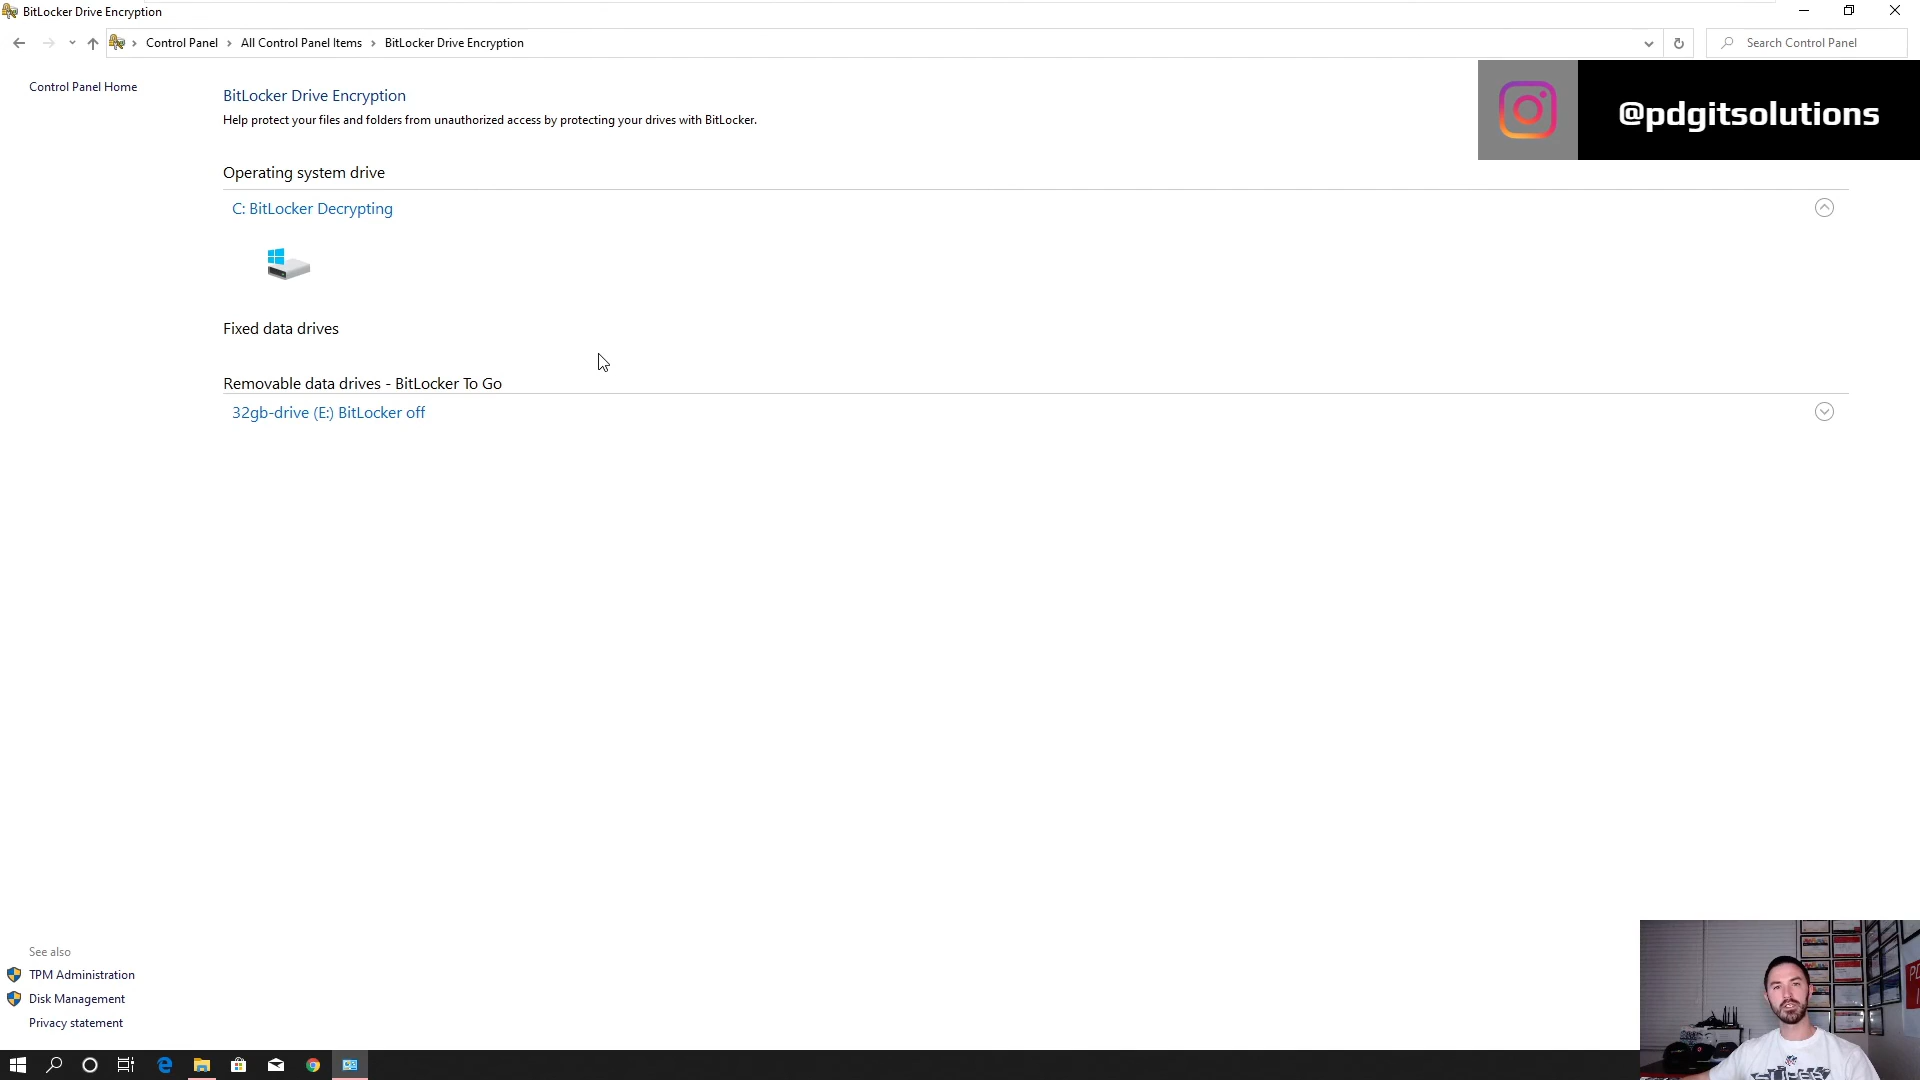 BitLocker Drive Encryption
Control Panel
All Control Panel Items
BitLocker Drive Encryption
Search Control Panel
Control Panel Home
BitLocker Drive Encryption
Help protect your files and folders from unauthorized access by protecting your drives with BitLocker.
@pdgitsolutions
Operating system drive
C: BitLocker Decrypting
Fixed data drives
Removable data drives - BitLocker To Go
32gb-drive (E:) BitLocker off
See also
TPM Administration
Disk Management
Privacy statement